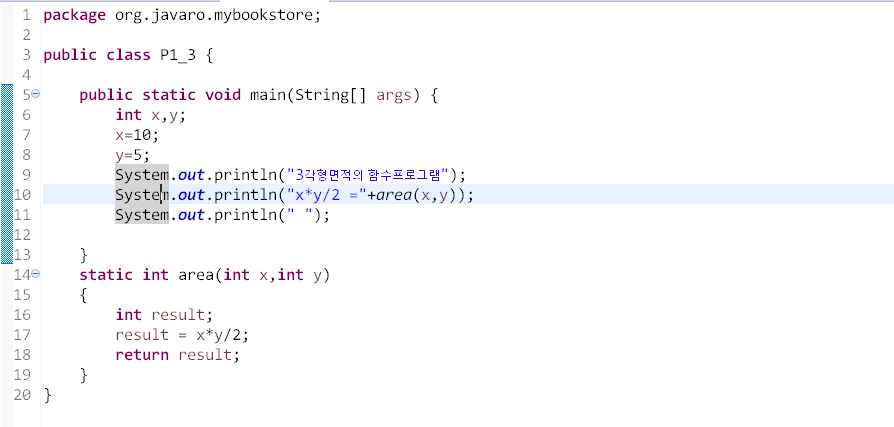 1 package org.javaro.mybookstore;
2
3 public class P1_3 {
4
5 public static void main(String[] args) {
6 int x,y;
7 x=10;
8 y=5;
9 System.out.println("3각형면적의 함수프로그램");
10 System.out.println("x*y/2 ="+area(x,y));
11 System.out.println(" ");
12
13 }
14 static int area(int x,int y)
15 {
16 int result;
17 result = x*y/2;
18 return result;
19 }
20 }